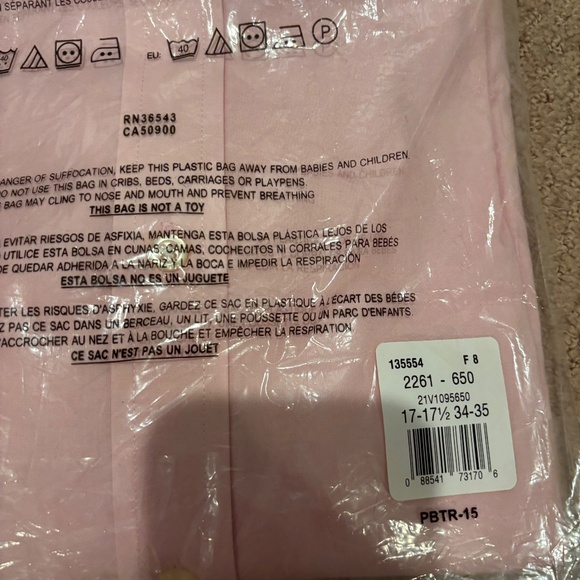 SÉPARANT LES
40
EU: 40 P
RN36543
CA50900
DANGER OF SUFFOCATION, KEEP THIS PLASTIC BAG AWAY FROM BABIES AND CHILDREN.
DO NOT USE THIS BAG IN CRIBS, BEDS, CARRIAGES OR PLAYPENS.
BAG MAY CLING TO NOSE AND MOUTH AND PREVENT BREATHING
THIS BAG IS NOT A TOY
EVITAR RIESGOS DE ASFIXIA, MANTENGA ESTA BOLSA PLÁSTICA LEJOS DE LOS
UTILICE ESTA BOLSA EN CUNAS, CAMAS, COCHECITOS NI CORRALES PARA BEBÉS
DE QUEDAR ADHERIDA A LA NARIZ Y LA BOCA E IMPEDIR LA RESPIRACIÓN
ESTA BOLSA NO ES UN JUGUETE
LES RISQUES D'ASPHYXIE, GARDEZ CE SAC EN PLASTIQUE À L'ÉCART DES BÉBÉS
PAS CE SAC DANS UN BERCEAU, UN LIT, UNE POUSSETTE OU UN PARC D'ENFANTS
S'ACCROCHER AU NEZ ET À LA BOUCHE ET EMPÊCHER LA RESPIRATION.
CE SAC N'EST PAS UN JOUET
135554 F 8
2261 - 650
21V1095650
17-17½ 34-35
0 88541 73170 6
PBTR-15